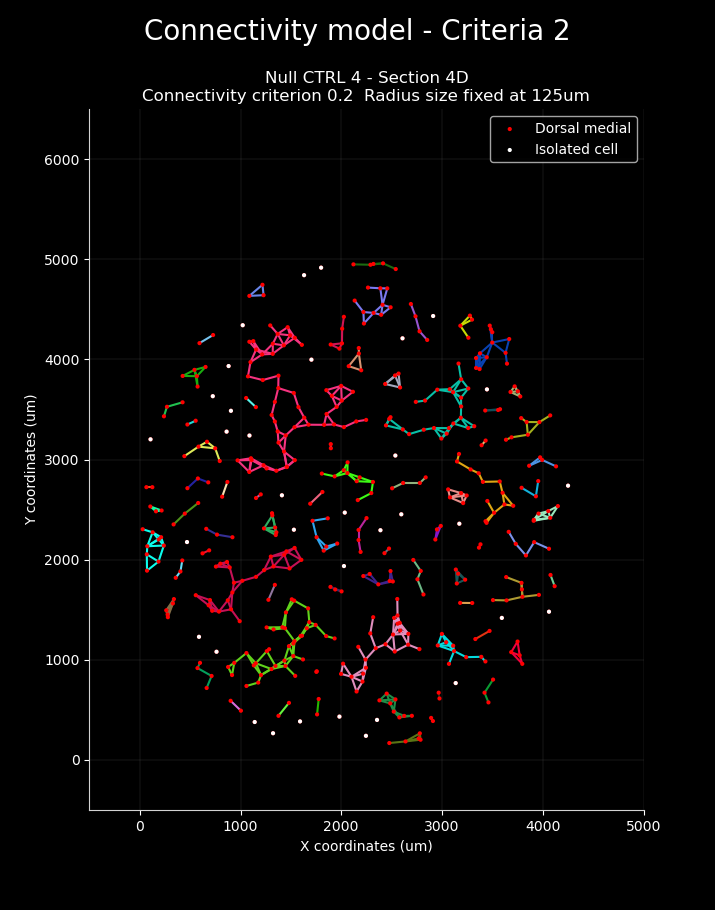 Connectivity model - Criteria 2
Null CTRL 4 - Section 4D
Connectivity criterion 0.2  Radius size fixed at 125um
Dorsal medial
Isolated cell
6000
5000
4000
3000
2000
1000
0
Y coordinates (um)
0 1000 2000 3000 4000 5000
X coordinates (um)